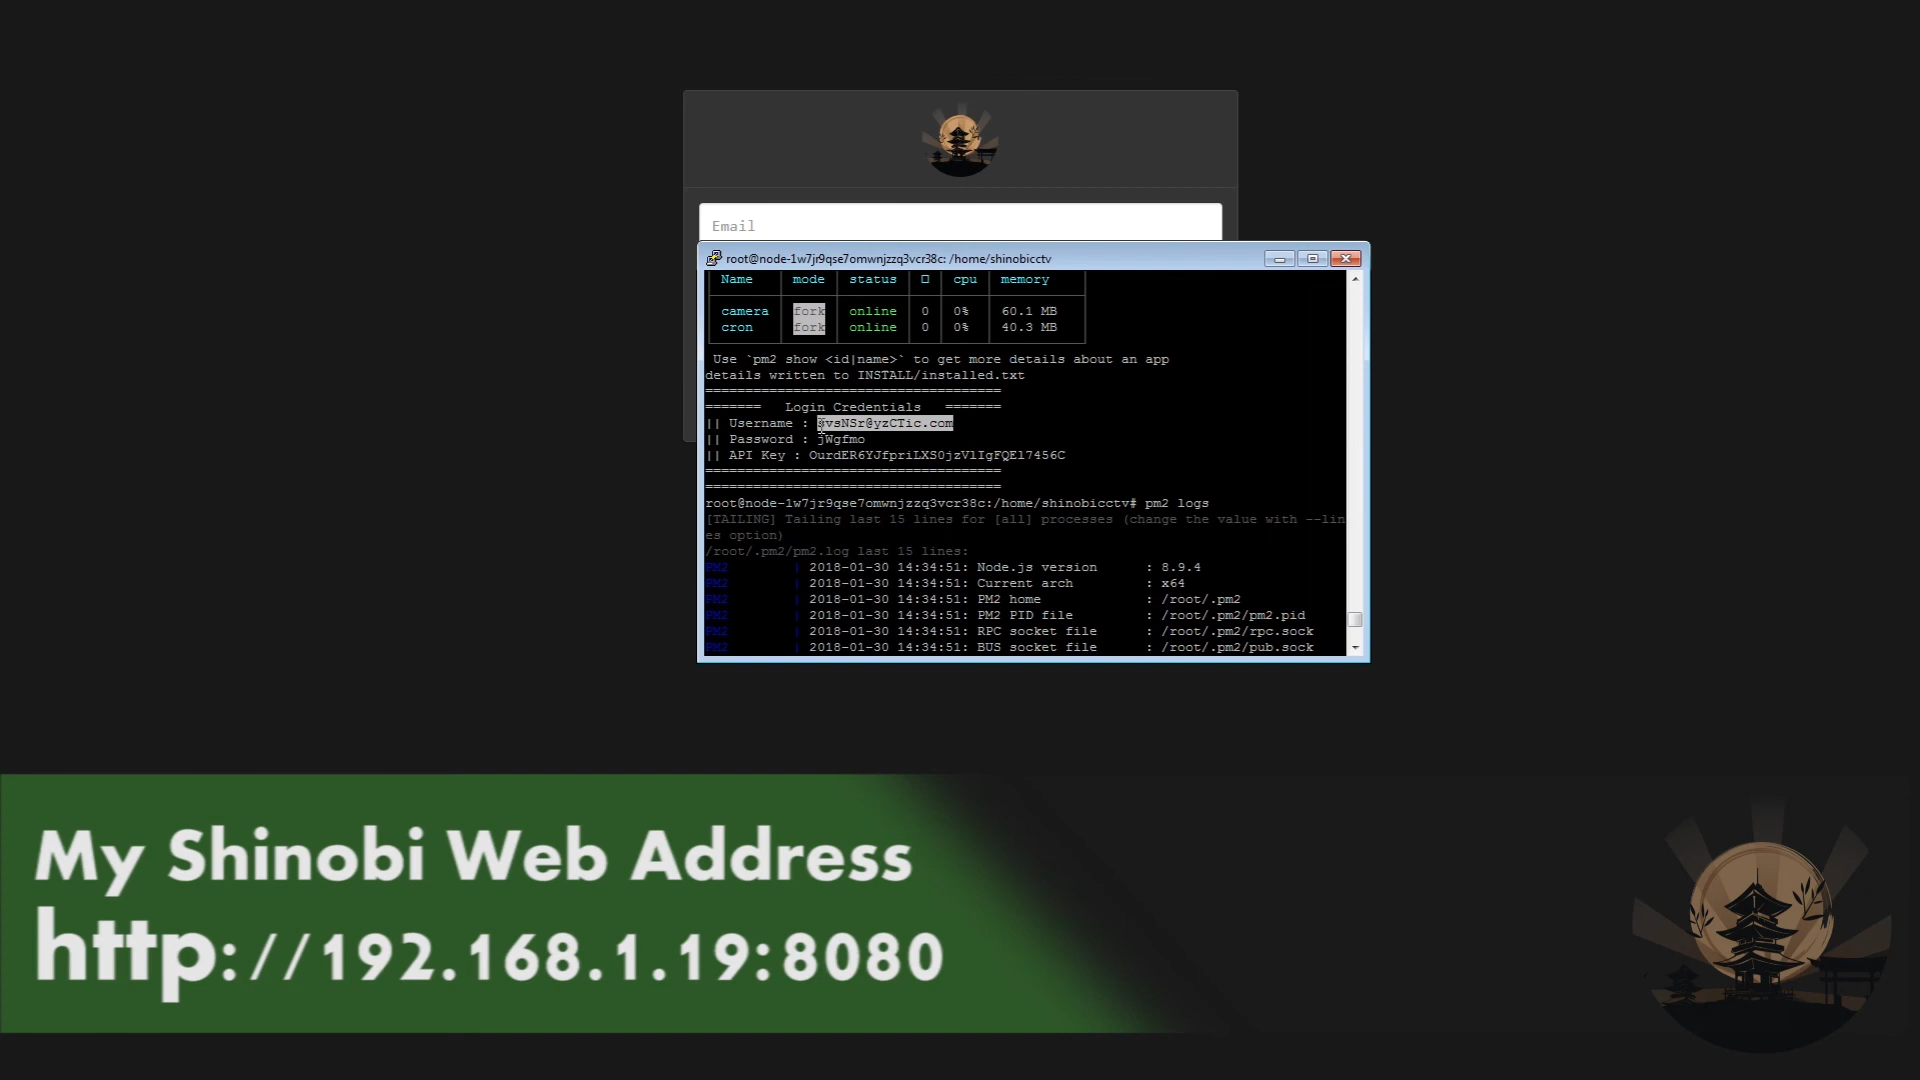 Email
root@node-1w7jr9qse7omwnjzzq3vcr38c: /home/shinobicctv
Name mode status cpu memory
camera fork online 0 0% 60.1 MB
cron fork online 0 0% 40.3 MB
Use `pm2 show <id|name>` to get more details about an app
details written to INSTALL/installed.txt
=====================================
======= Login Credentials =======
|| Username :
|| Password : jWgfmo
|| API Key : OurdER6YJfpriLXS0jzVlIgFQEl7456C
=====================================
=====================================
root@node-1w7jr9qse7omwnjzzq3vcr38c:/home/shinobicctv# pm2 logs
[TAILING] Tailing last 15 lines for [all] processes (change the value with --lin
es option)
/root/.pm2/pm2.log last 15 lines:
PM2 | 2018-01-30 14:34:51: Node.js version : 8.9.4
PM2 | 2018-01-30 14:34:51: Current arch : x64
PM2 | 2018-01-30 14:34:51: PM2 home : /root/.pm2
PM2 | 2018-01-30 14:34:51: PM2 PID file : /root/.pm2/pm2.pid
PM2 | 2018-01-30 14:34:51: RPC socket file : /root/.pm2/rpc.sock
PM2 | 2018-01-30 14:34:51: BUS socket file : /root/.pm2/pub.sock
My Shinobi Web Address
http://192.168.1.19:8080